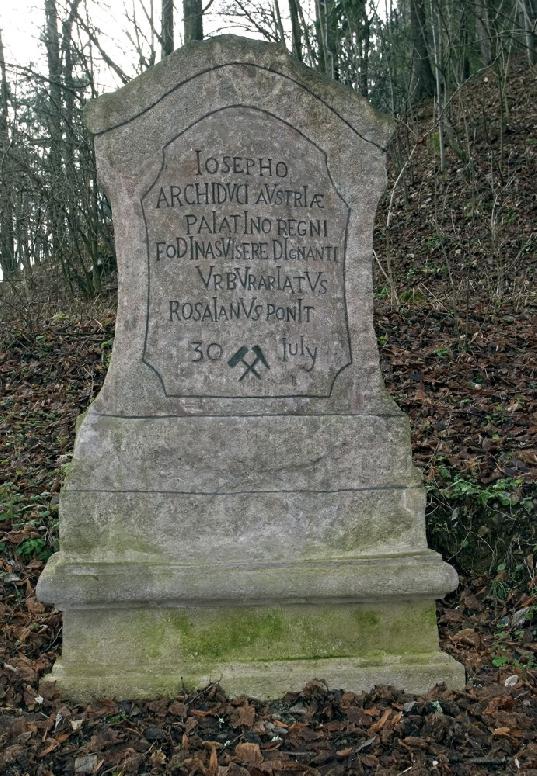 IOSEPHO
ARCHIDVCI AVSTRIÆ
PAlATINO REGNI
FODINAS VISERE DIGNANTI
VRBVRARIATVS
ROSAlANVS PONIT
30 July